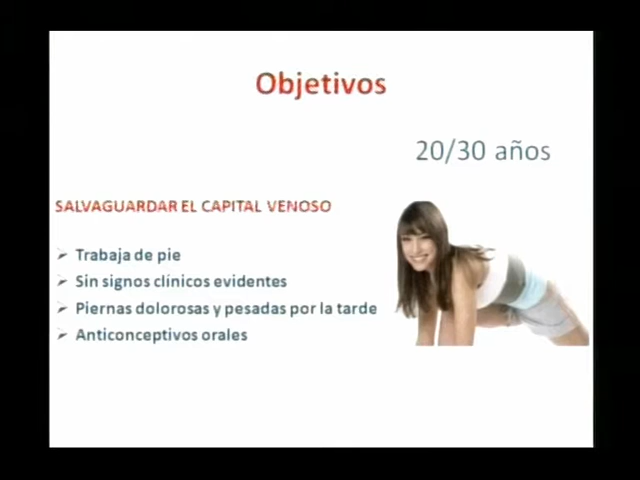 Objetivos
20/30 años
SALVAGUARDAR EL CAPITAL VENOSO
Trabaja de pie
Sin signos clínicos evidentes
Piernas dolorosas y pesadas por la tarde
Anticonceptivos orales